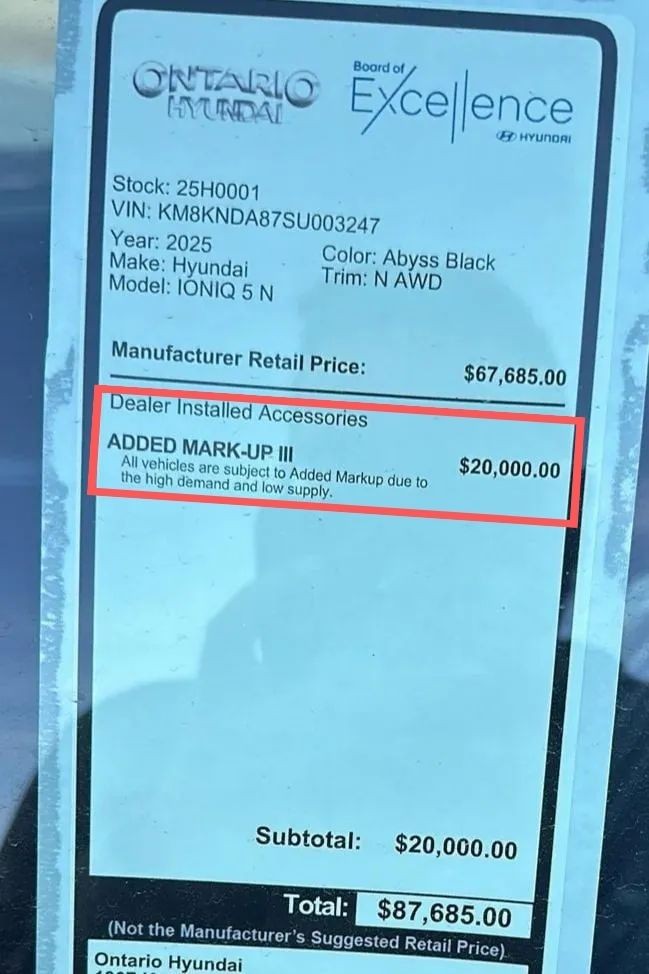 ONTARIO
HYUNDAI
Board of
Excellence
HYUNDAI
Stock: 25H0001
VIN: KM8KNDA87SU003247
Year: 2025
Color: Abyss Black
Make: Hyundai
Trim: N AWD
Model: IONIQ 5 N
Manufacturer Retail Price: $67,685.00
Dealer Installed Accessories
ADDED MARK-UP III $20,000.00
All vehicles are subject to Added Markup due to
the high demand and low supply.
Subtotal: $20,000.00
Total: $87,685.00
(Not the Manufacturer's Suggested Retail Price)
Ontario Hyundai